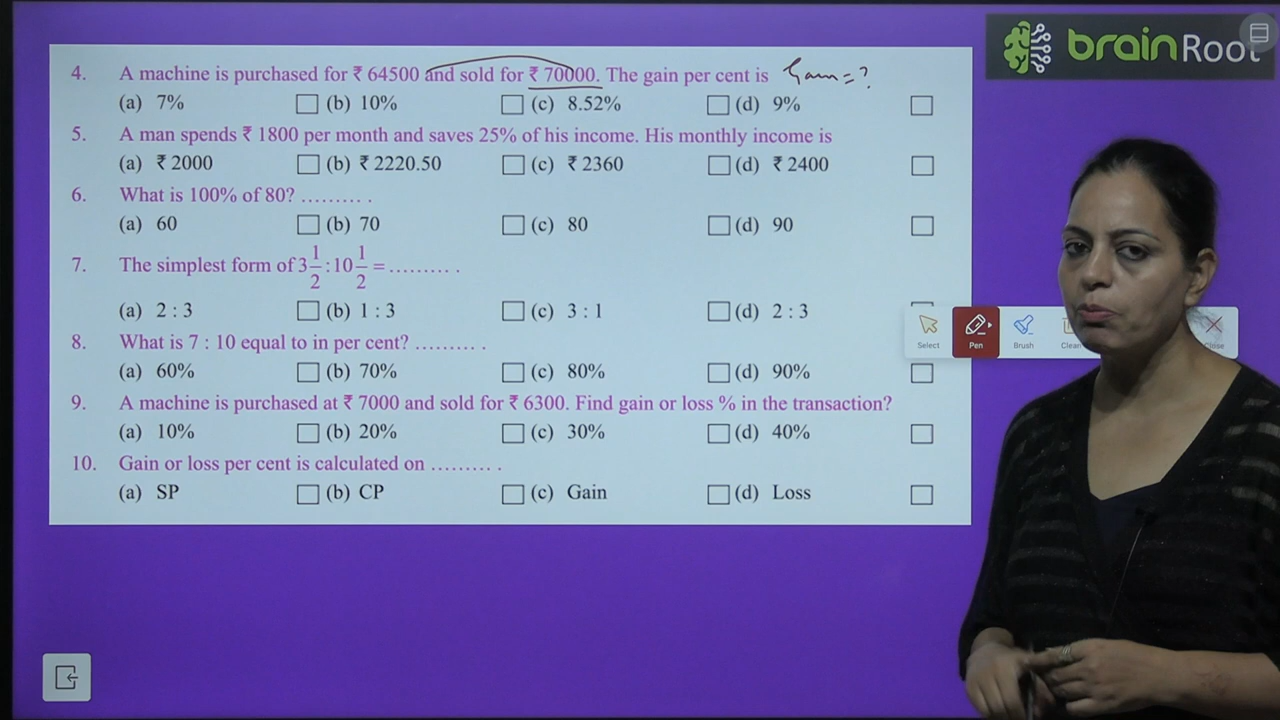 brainRoot
4. A machine is purchased for ₹ 64500 and sold for ₹ 70000. The gain per cent is Gain=?
(a) 7% (b) 10% (c) 8.52% (d) 9%
5. A man spends ₹ 1800 per month and saves 25% of his income. His monthly income is
(a) ₹ 2000 (b) ₹ 2220.50 (c) ₹ 2360 (d) ₹ 2400
6. What is 100% of 80? ......... .
(a) 60 (b) 70 (c) 80 (d) 90
7. The simplest form of 3 1/2 : 10 1/2 = ......... .
(a) 2 : 3 (b) 1 : 3 (c) 3 : 1 (d) 2 : 3
Select Pen Brush Clean Close
8. What is 7 : 10 equal to in per cent? ......... .
(a) 60% (b) 70% (c) 80% (d) 90%
9. A machine is purchased at ₹ 7000 and sold for ₹ 6300. Find gain or loss % in the transaction?
(a) 10% (b) 20% (c) 30% (d) 40%
10. Gain or loss per cent is calculated on ......... .
(a) SP (b) CP (c) Gain (d) Loss